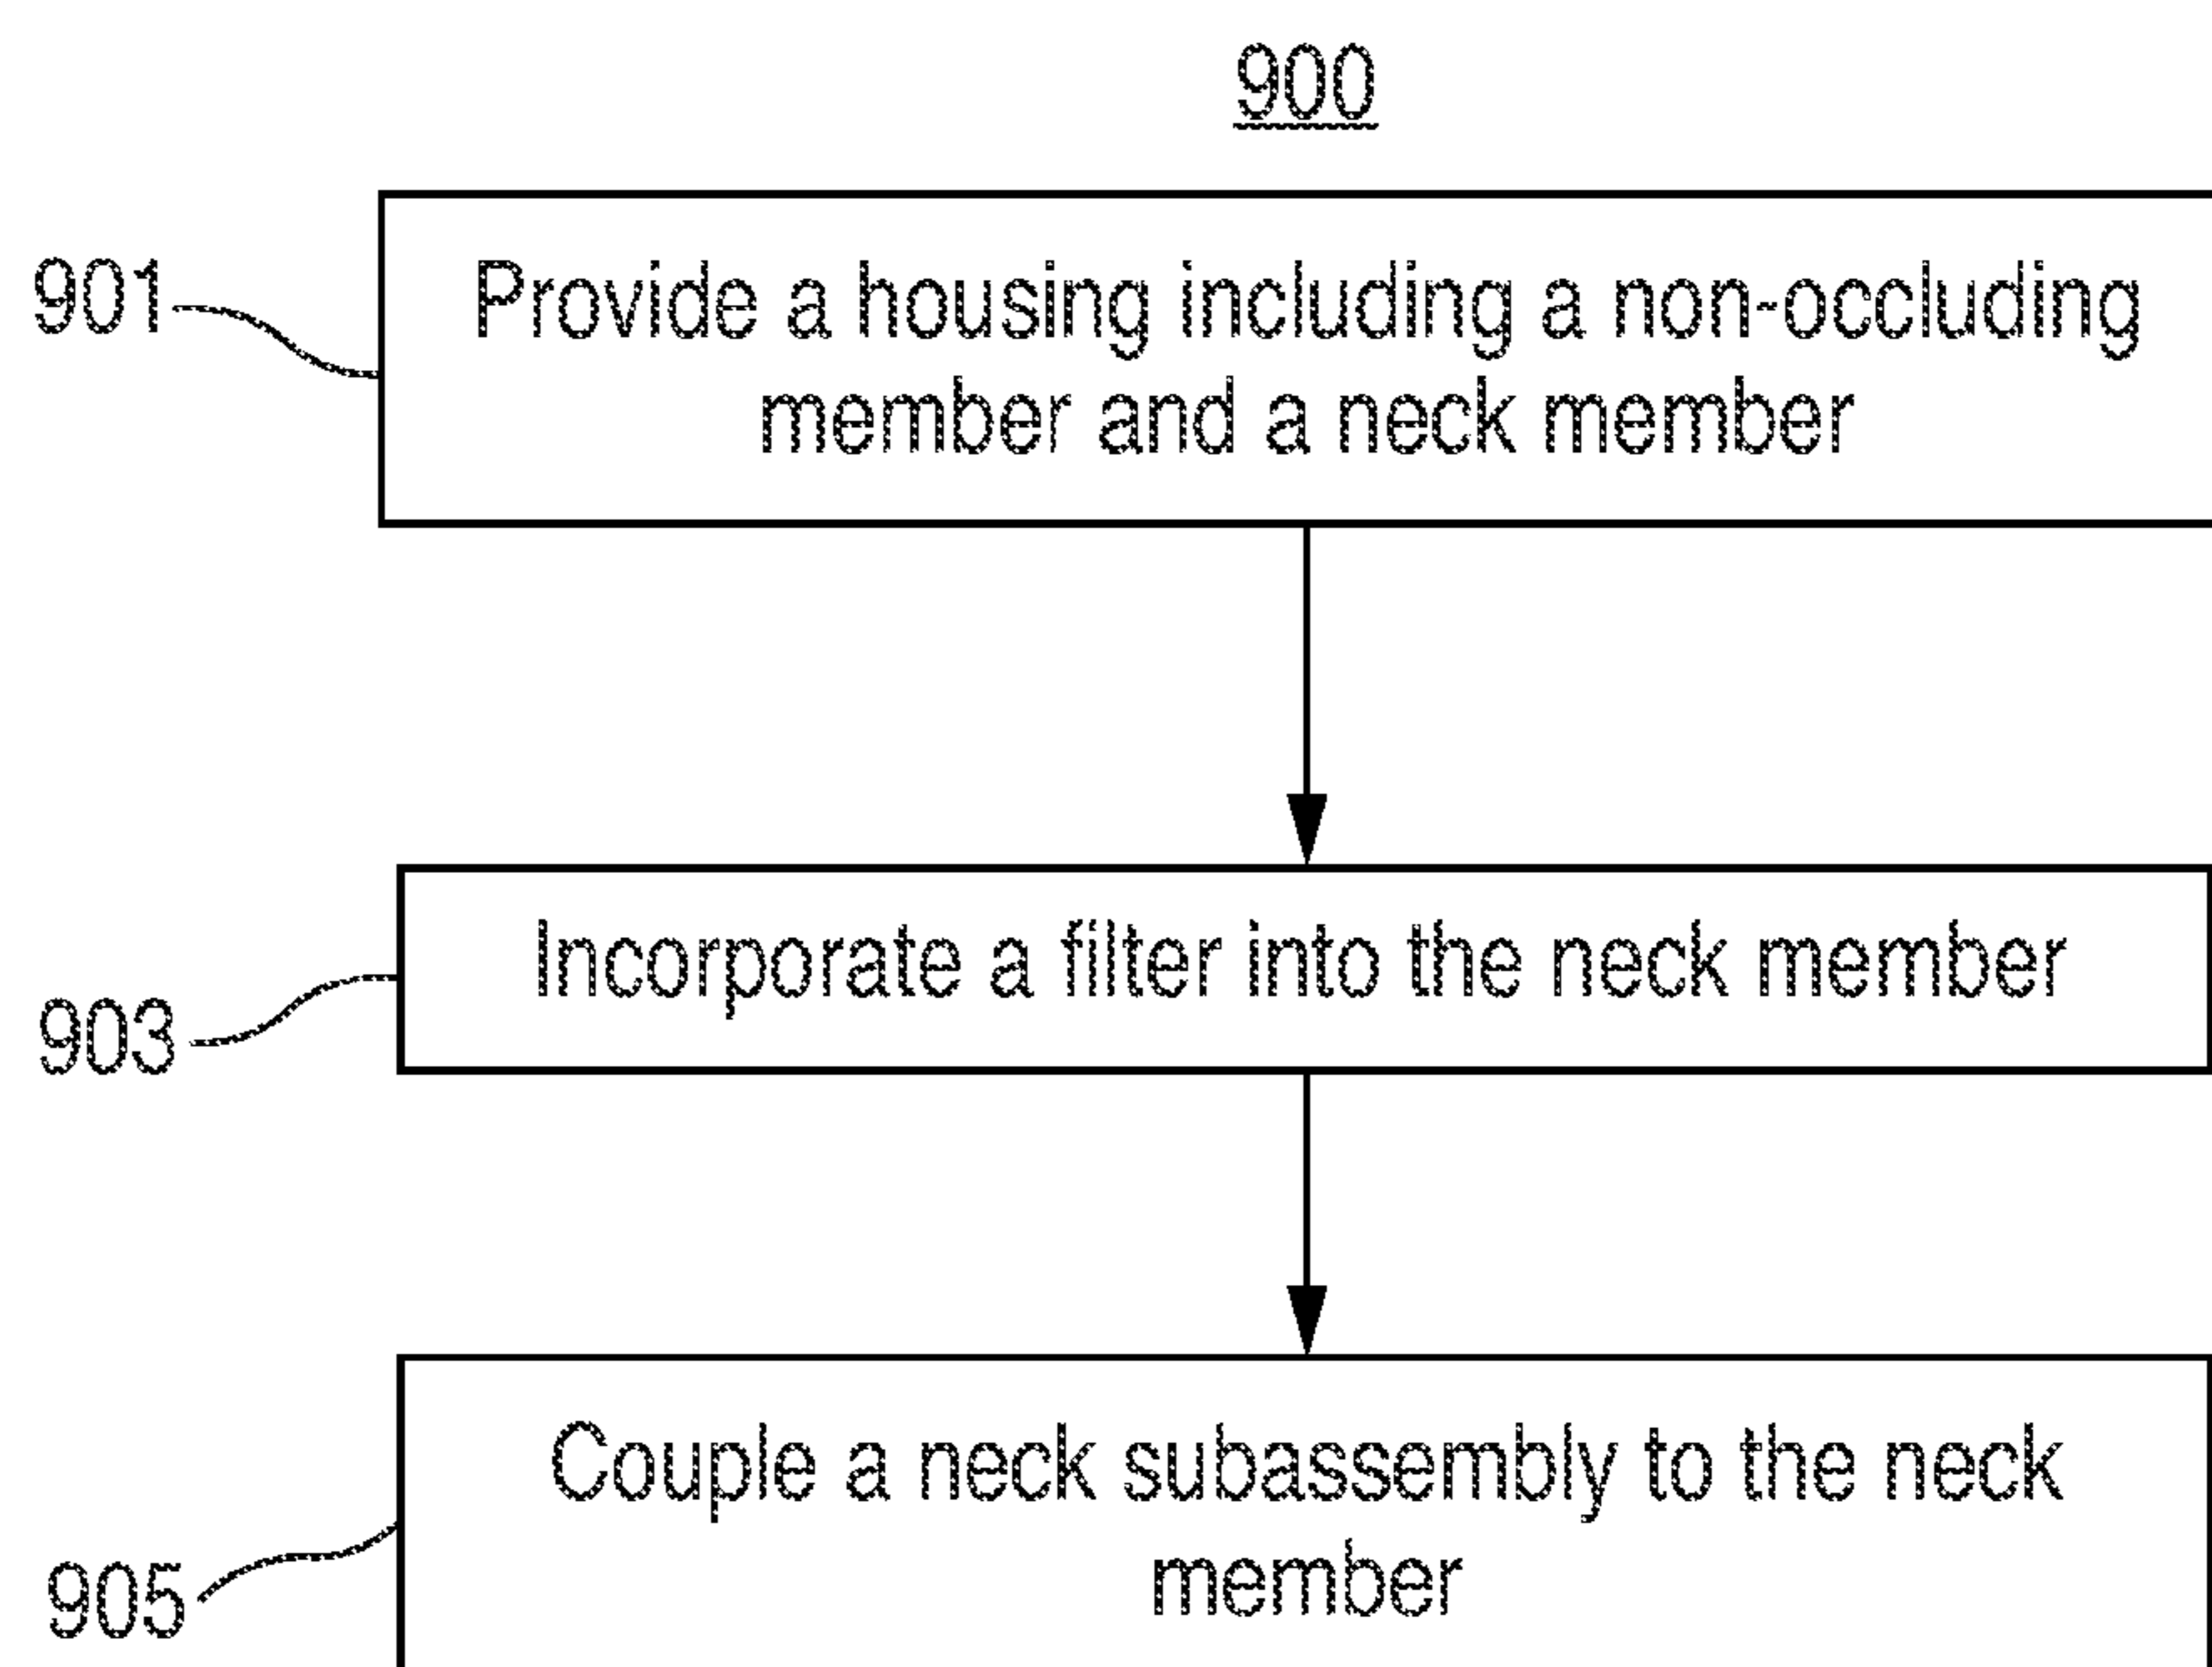 900
901
Provide a housing including a non-occluding
member and a neck member
903
Incorporate a filter into the neck member
905
Couple a neck subassembly to the neck
member